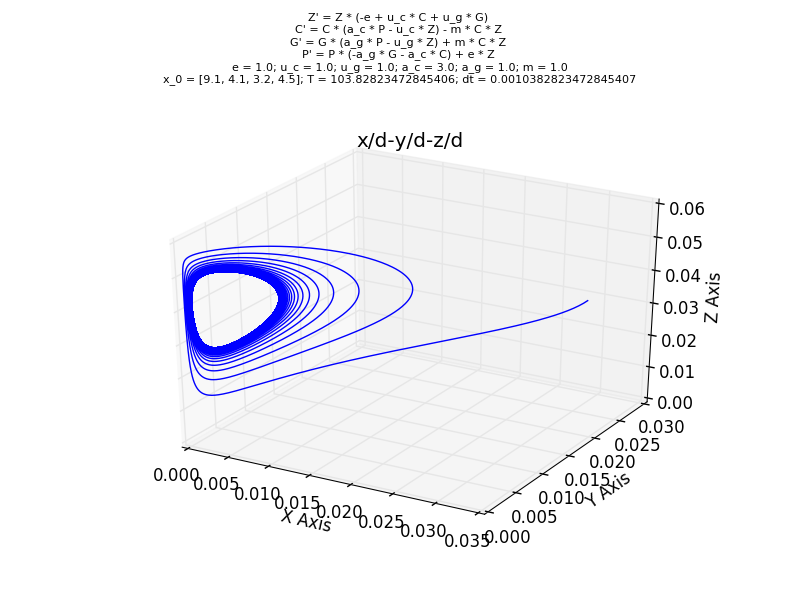 Z' = Z * (-e + u_c * C + u_g * G)
C' = C * (a_c * P - u_c * Z) - m * C * Z
G' = G * (a_g * P - u_g * Z) + m * C * Z
P' = P * (-a_g * G - a_c * C) + e * Z
e = 1.0; u_c = 1.0; u_g = 1.0; a_c = 3.0; a_g = 1.0; m = 1.0
x_0 = [9.1, 4.1, 3.2, 4.5]; T = 103.82823472845406; dt = 0.0010382823472845407
x/d-y/d-z/d
0.06
0.05
0.04
0.03
0.02
0.01
0.00
Z Axis
0.030
0.025
0.020
0.015
0.010
0.005
0.000
Y Axis
0.000
0.005
0.010
0.015
0.020
0.025
0.030
0.035
X Axis